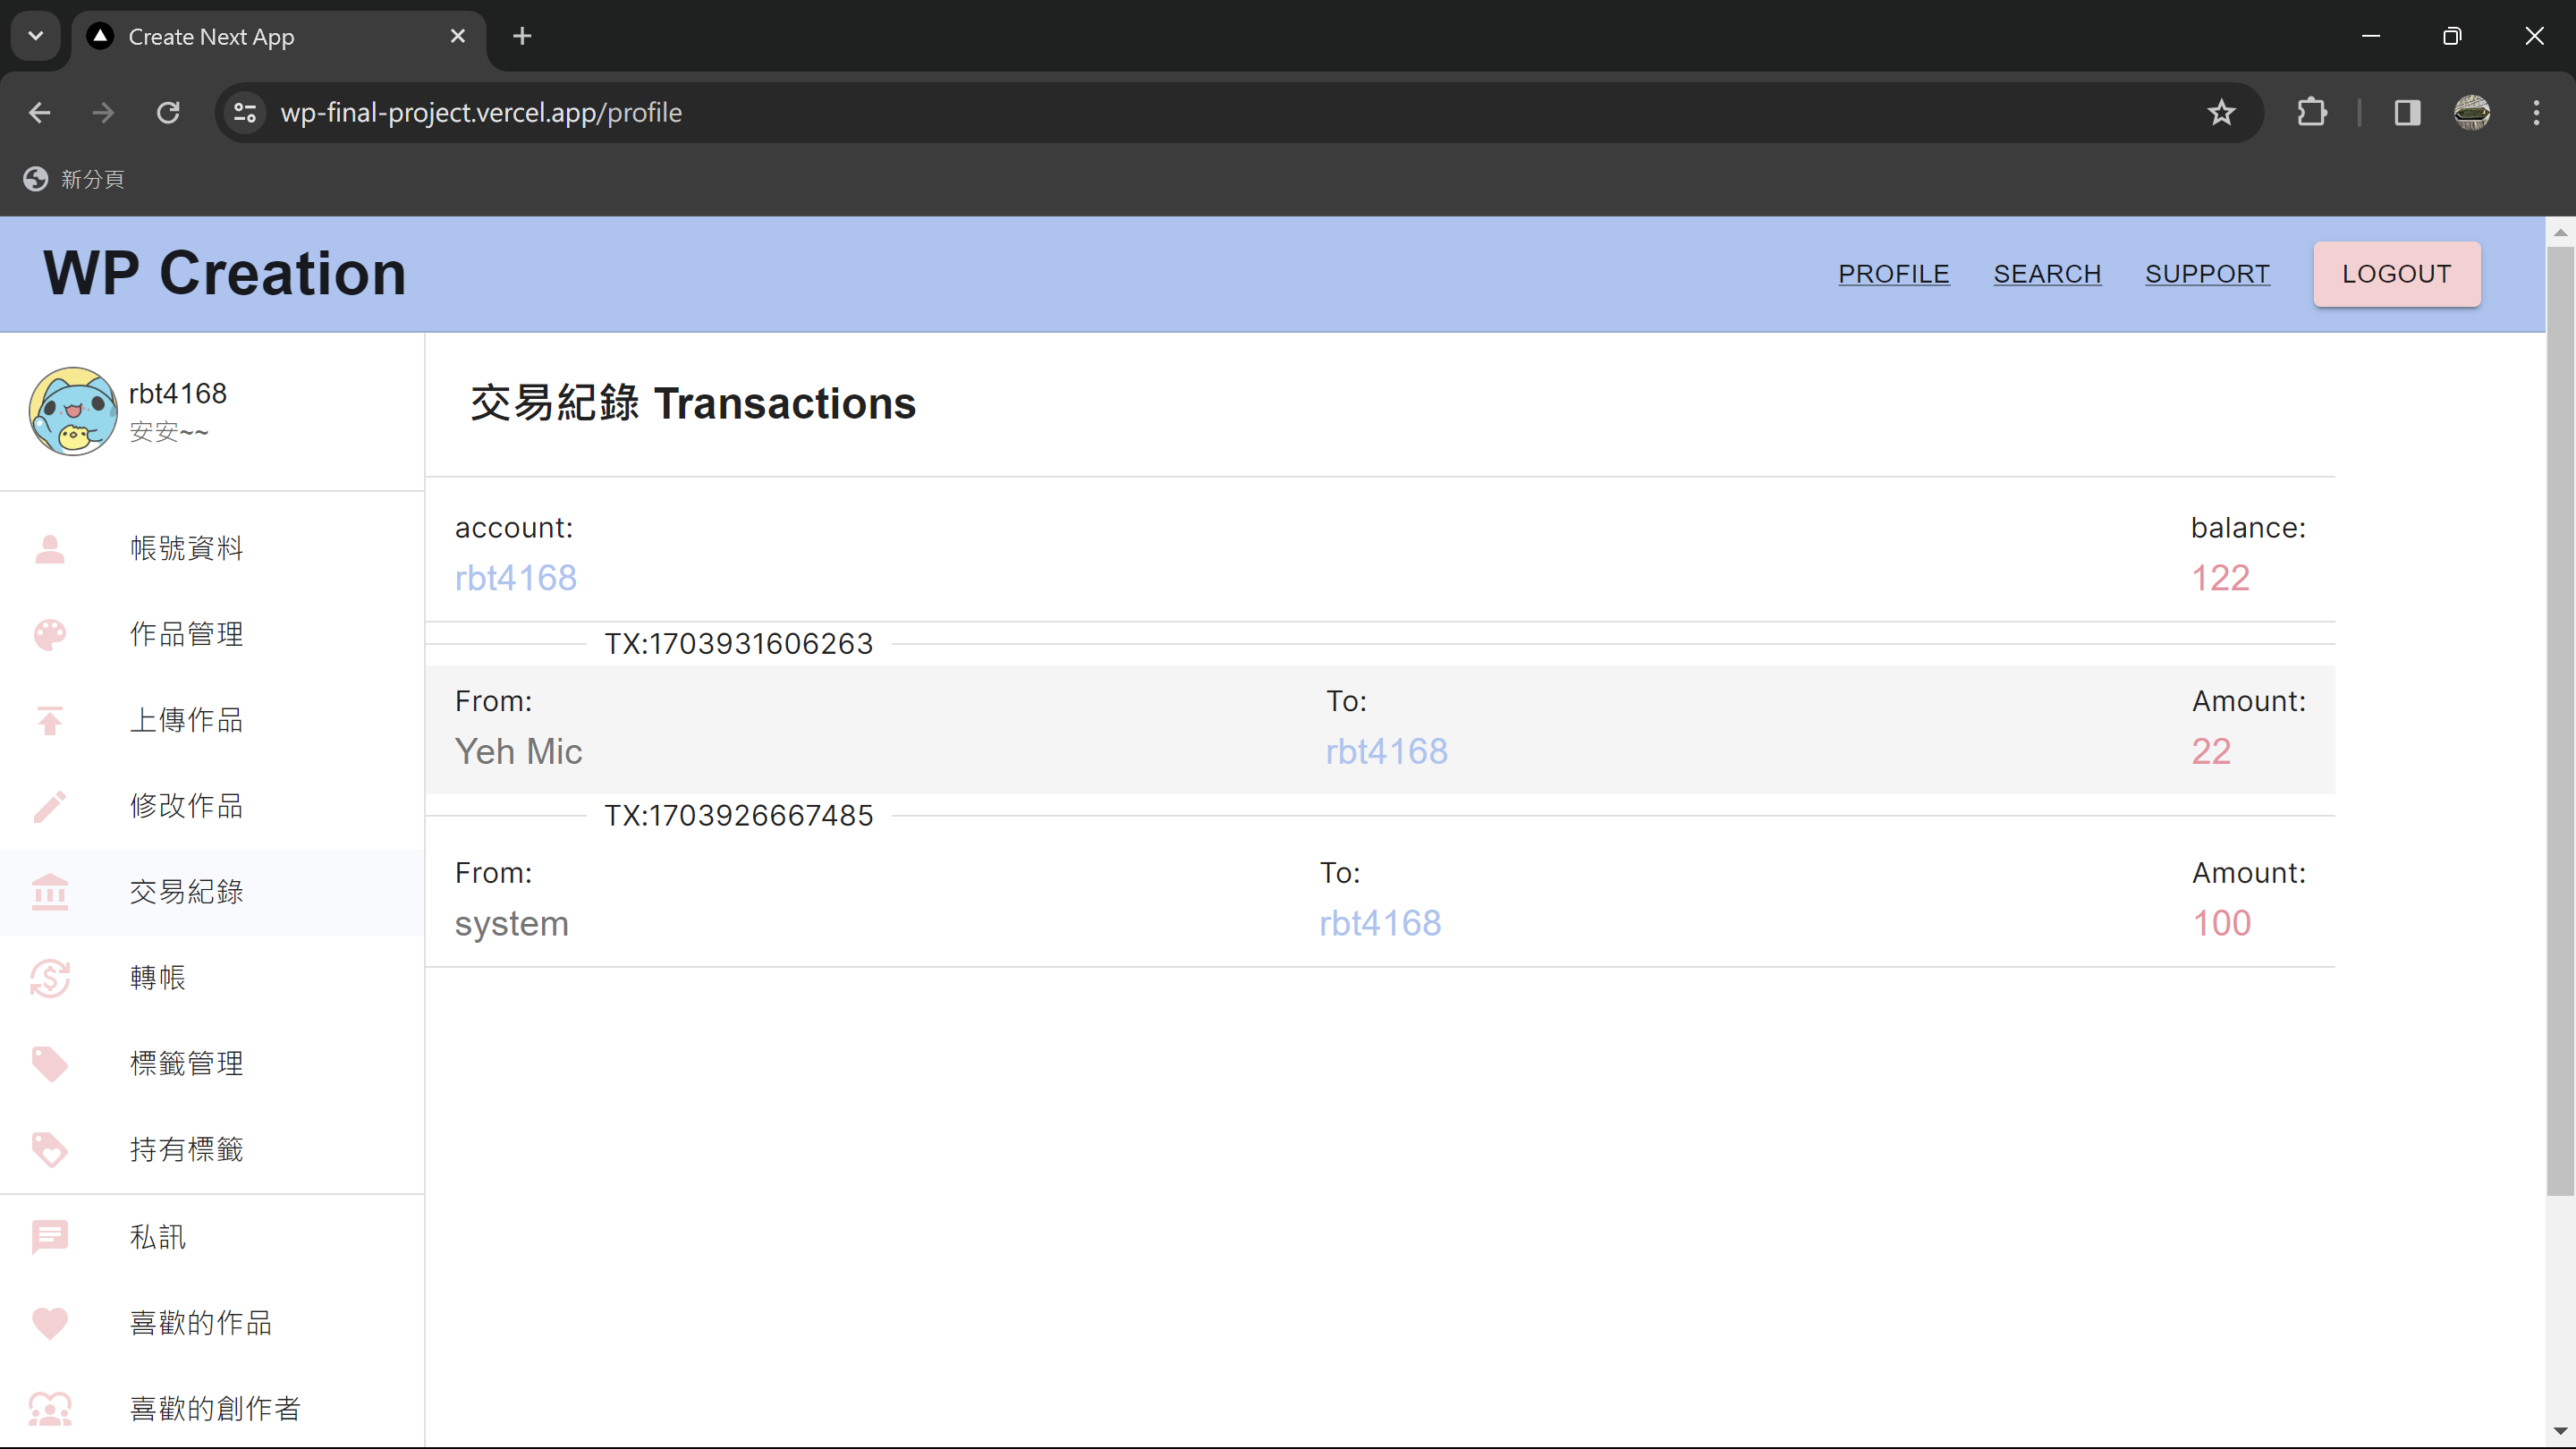 Create Next App
wp-final-project.vercel.app/profile
新分頁
WP Creation
PROFILE SEARCH SUPPORT LOGOUT
rbt4168
安安~~
帳號資料
作品管理
上傳作品
修改作品
交易紀錄
轉帳
標籤管理
持有標籤
私訊
喜歡的作品
喜歡的創作者
交易紀錄 Transactions
account: balance:
rbt4168 122
TX:1703931606263
From: To: Amount:
Yeh Mic rbt4168 22
TX:1703926667485
From: To: Amount:
system rbt4168 100